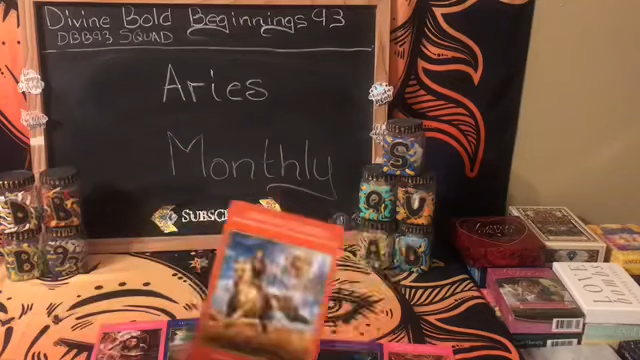 Divine Bold Beginnings 93
DBB93 SQUAD
Aries
Monthly
SUBSC
S
D B Q U
B 93 A D
LOVE